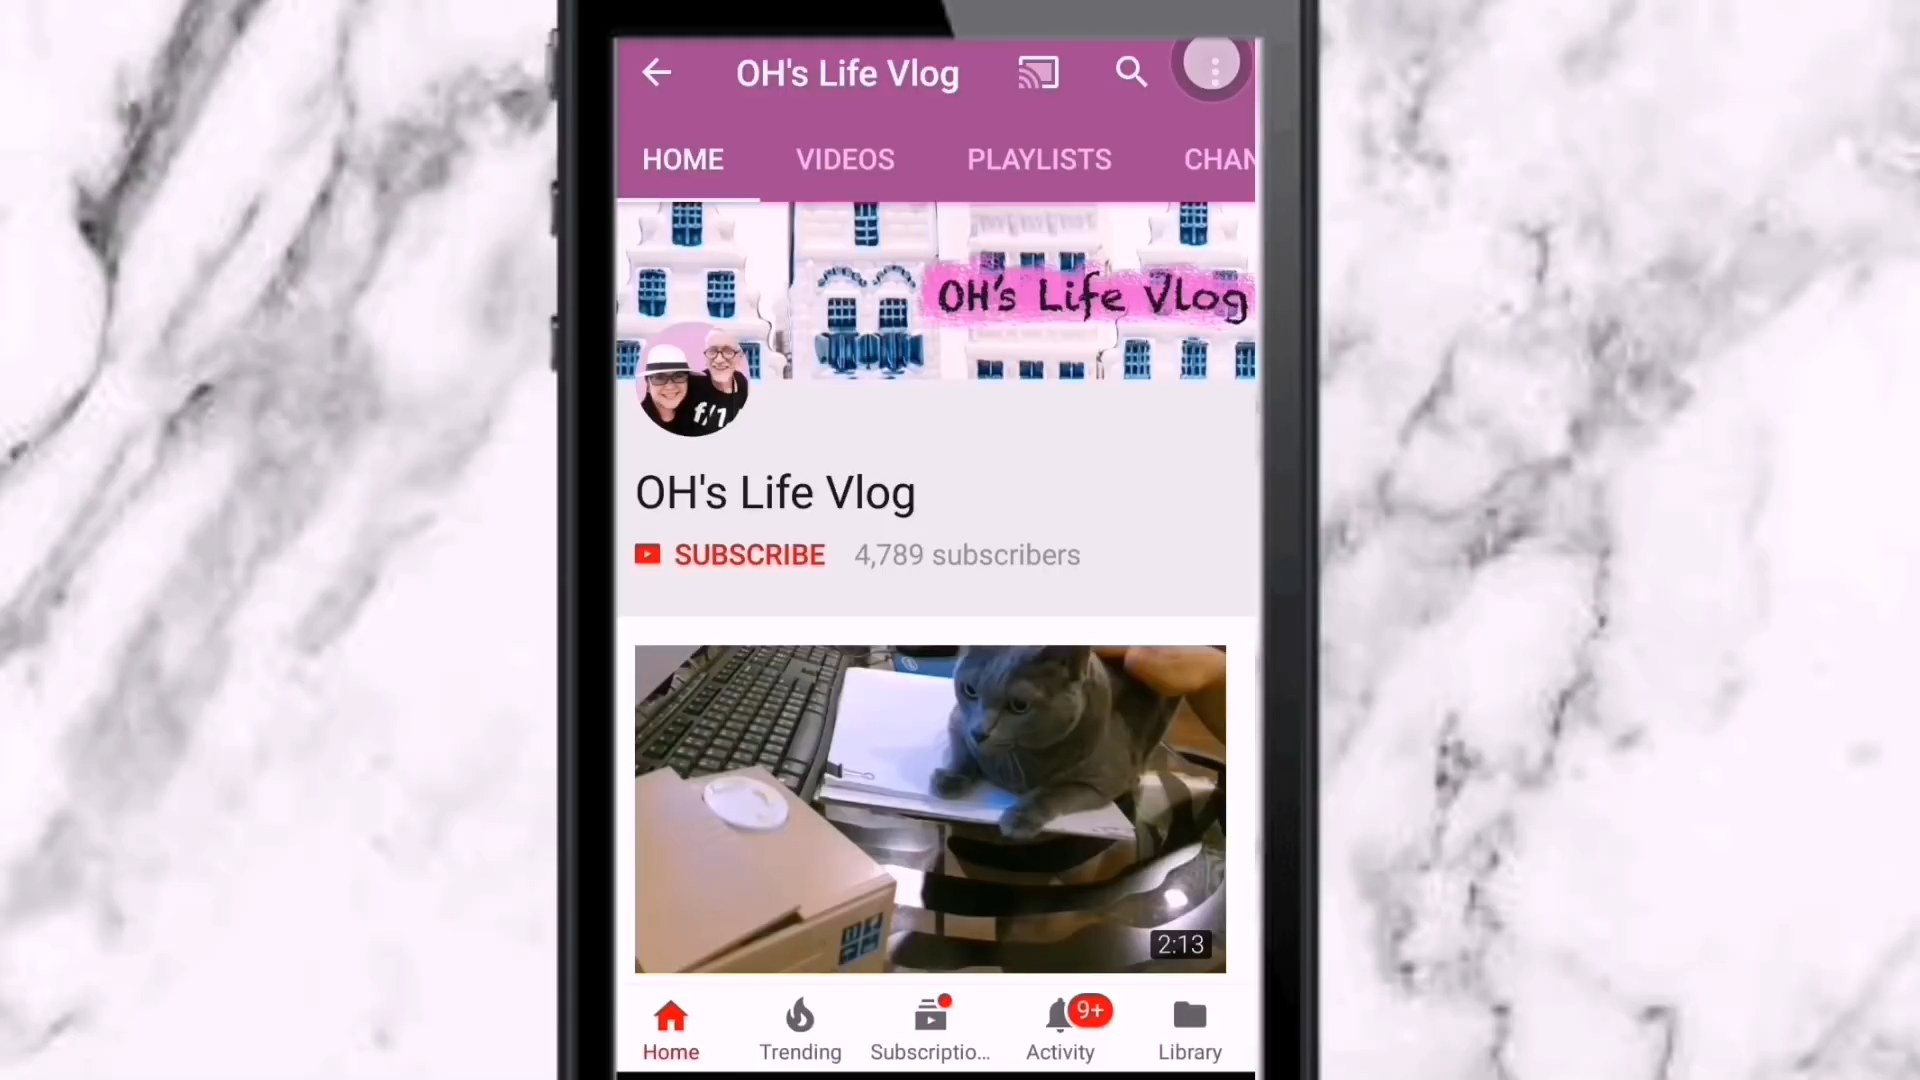 OH's Life Vlog
HOME VIDEOS PLAYLISTS CHAN
OH's Life Vlog
f/1
OH's Life Vlog
SUBSCRIBE 4,789 subscribers
2:13
9+
Home Trending Subscriptio... Activity Library